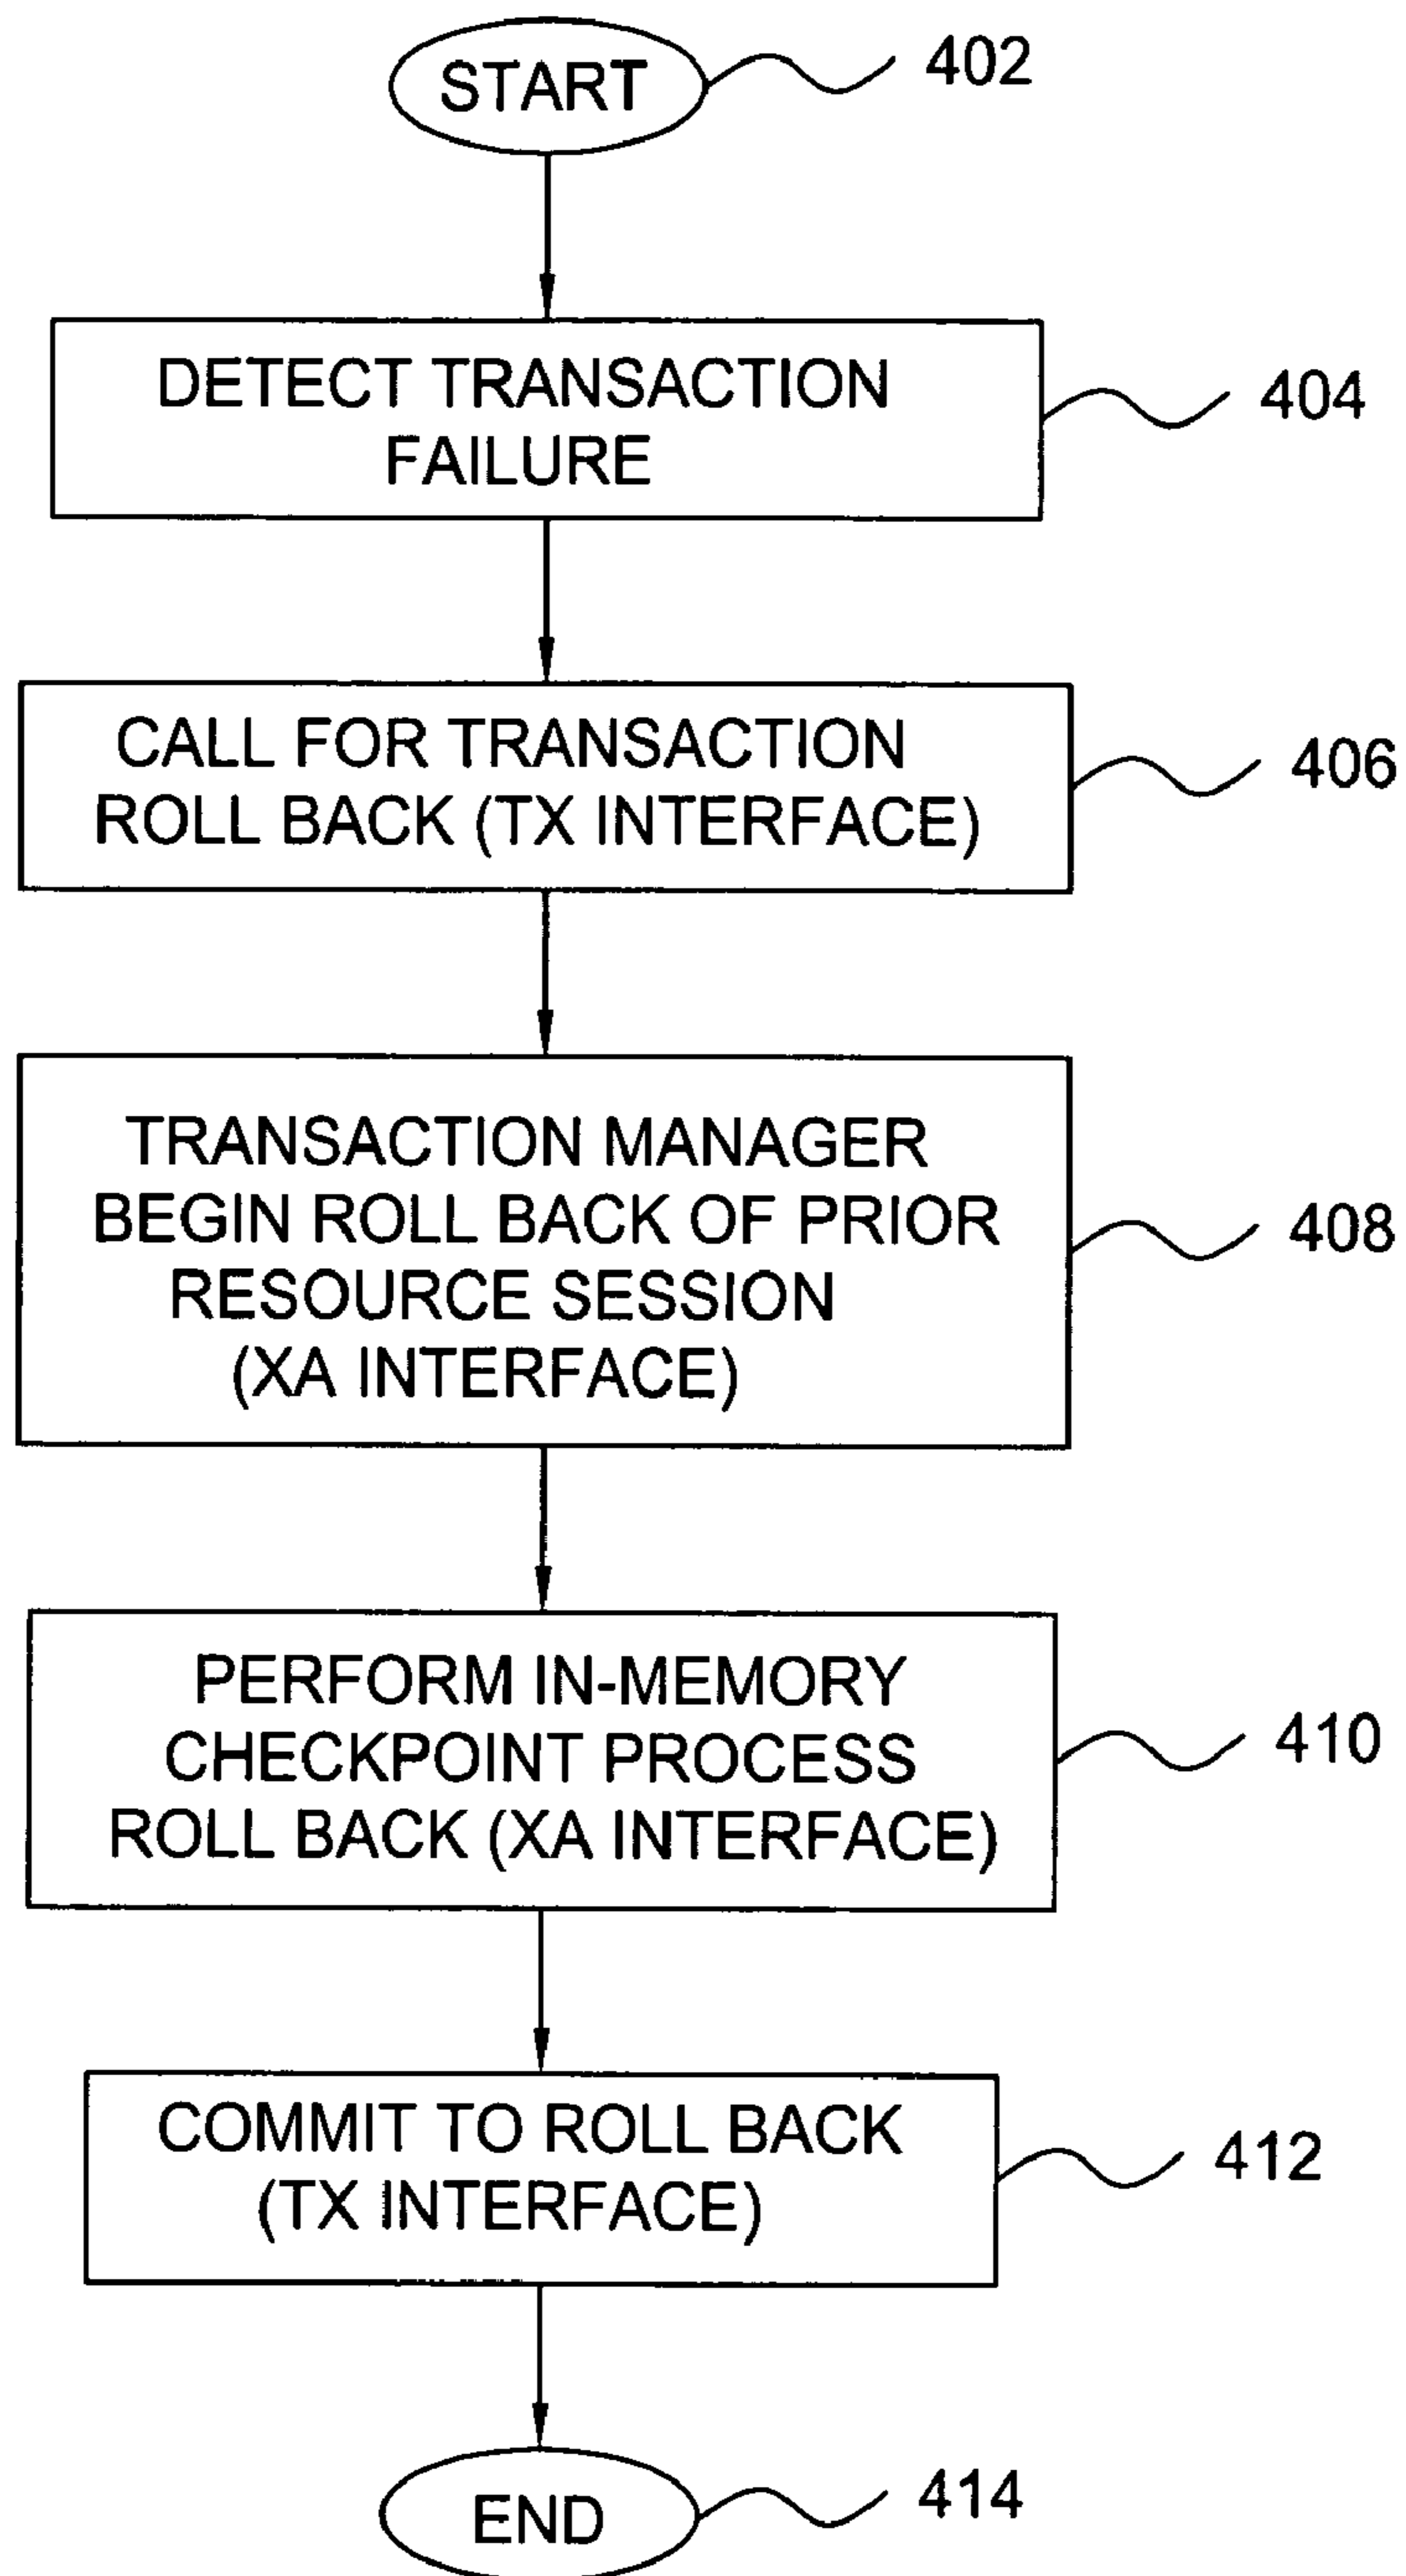 START
402
DETECT TRANSACTION
FAILURE
404
CALL FOR TRANSACTION
ROLL BACK (TX INTERFACE)
406
TRANSACTION MANAGER
BEGIN ROLL BACK OF PRIOR
RESOURCE SESSION
(XA INTERFACE)
408
PERFORM IN-MEMORY
CHECKPOINT PROCESS
ROLL BACK (XA INTERFACE)
410
COMMIT TO ROLL BACK
(TX INTERFACE)
412
END
414